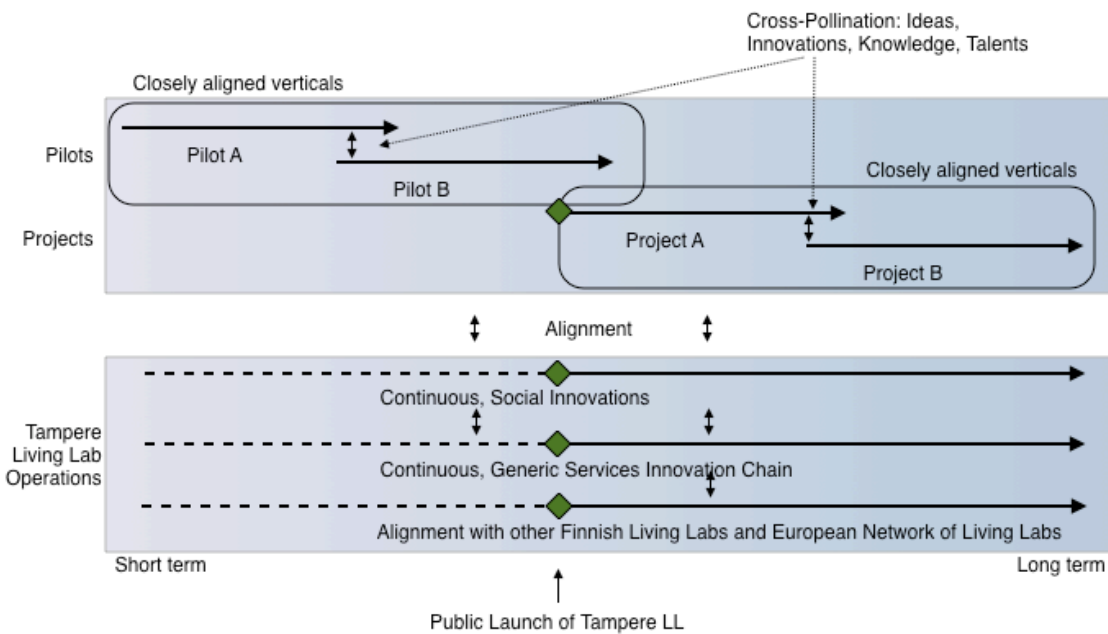 Cross-Pollination: Ideas,
Innovations, Knowledge, Talents
Closely aligned verticals
Pilots
Pilot A
Pilot B
Closely aligned verticals
Projects
Project A
Project B
Alignment
Continuous, Social Innovations
Tampere
Living Lab
Operations
Continuous, Generic Services Innovation Chain
Alignment with other Finnish Living Labs and European Network of Living Labs
Short term
Long term
Public Launch of Tampere LL